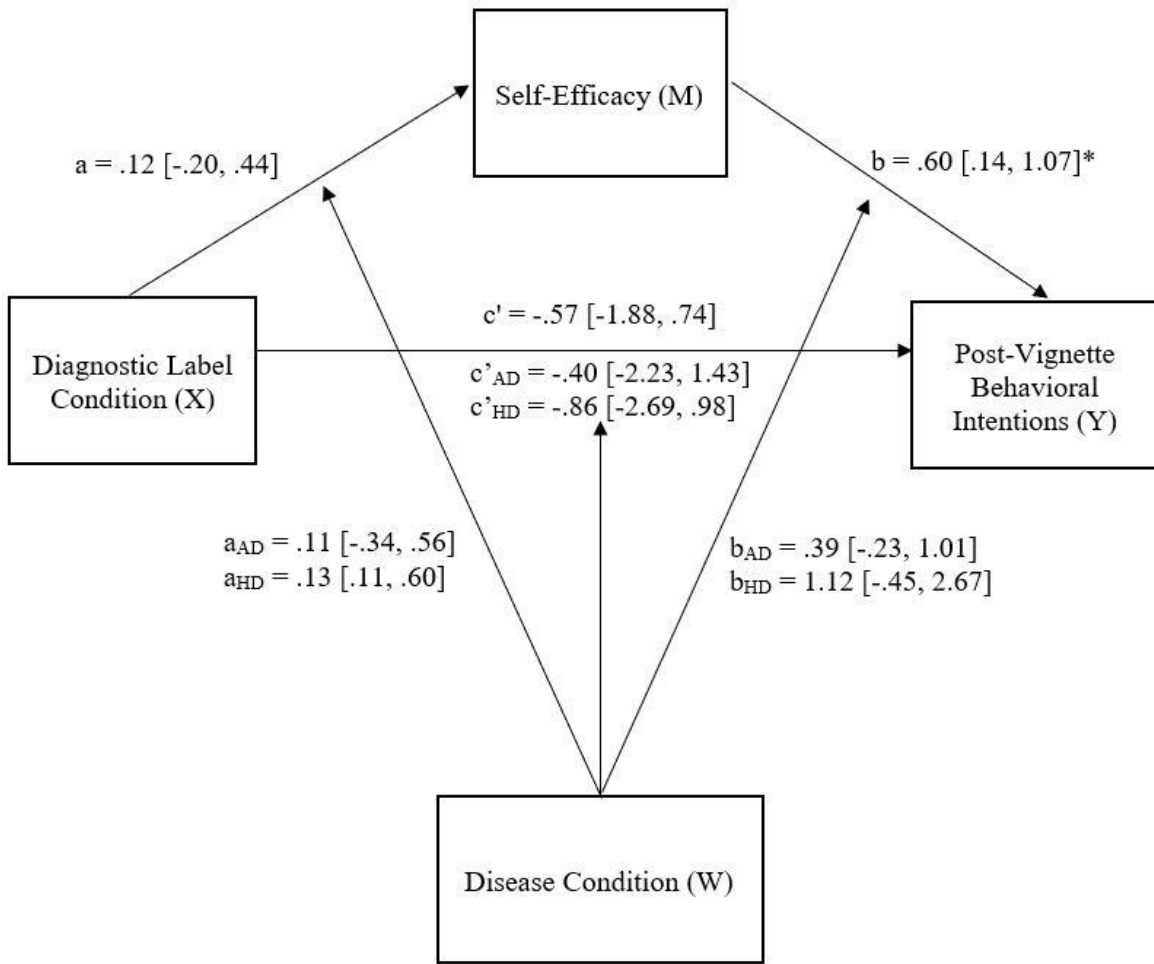 Self-Efficacy (M)
a = .12 [-.20, .44]
b = .60 [.14, 1.07]*
Diagnostic Label
Condition (X)
c' = -.57 [-1.88, .74]
c’AD = -.40 [-2.23, 1.43]
c’HD = -.86 [-2.69, .98]
Post-Vignette
Behavioral
Intentions (Y)
aAD = .11 [-.34, .56]
aHD = .13 [.11, .60]
bAD = .39 [-.23, 1.01]
bHD = 1.12 [-.45, 2.67]
Disease Condition (W)